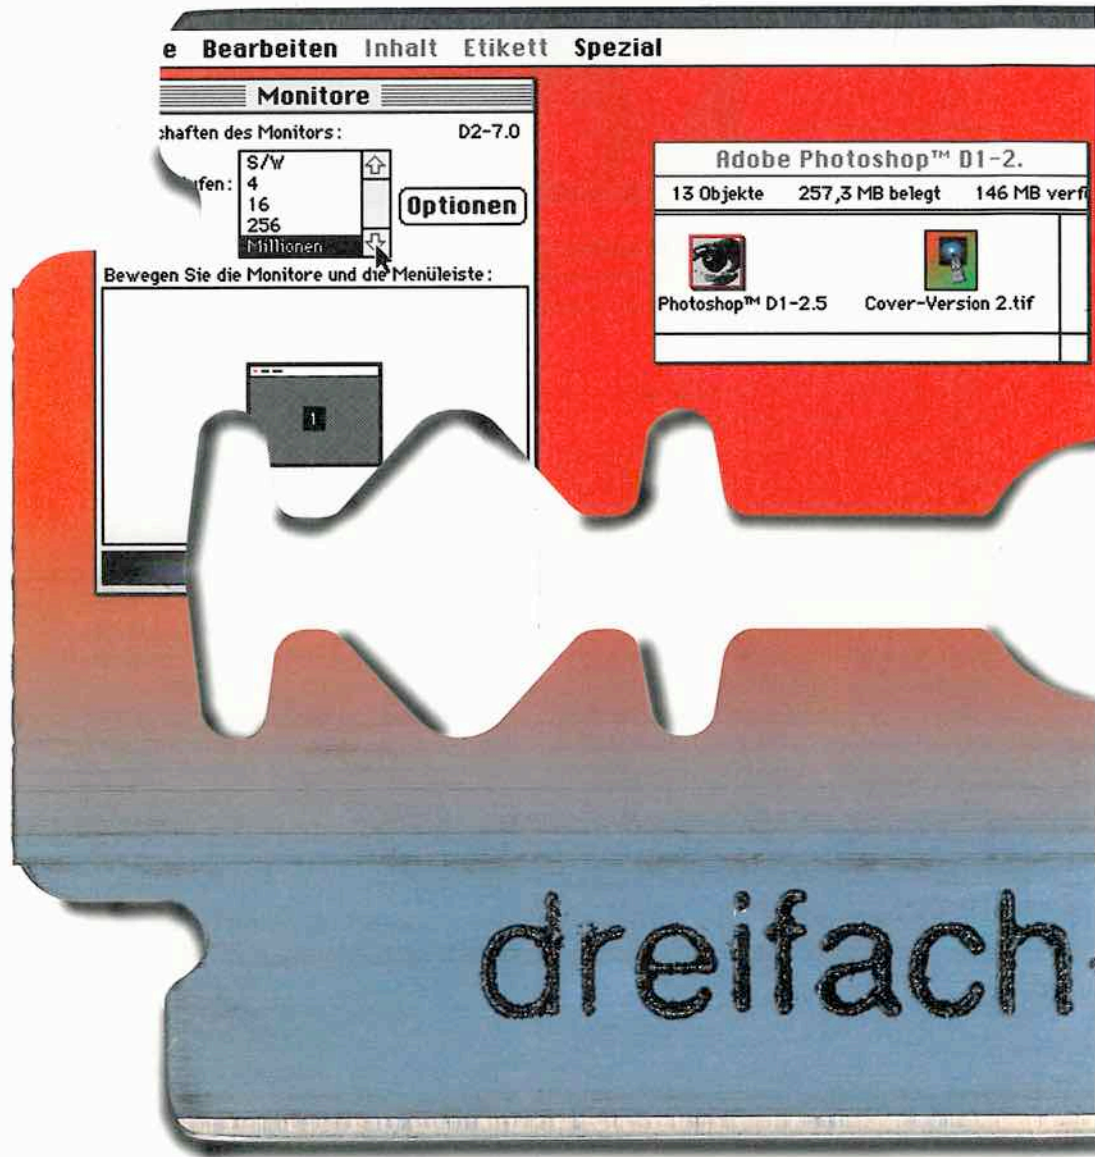 e Bearbeiten Inhalt Etikett Spezial
Monitore
chaften des Monitors: D2-7.0
ufen:
S/W
4
16
256
Millionen
Optionen
Bewegen Sie die Monitore und die Menüleiste:
1
Adobe Photoshop™ D1-2.
13 Objekte 257,3 MB belegt 146 MB verfü
Photoshop™ D1-2.5 Cover-Version 2.tif
dreifach-